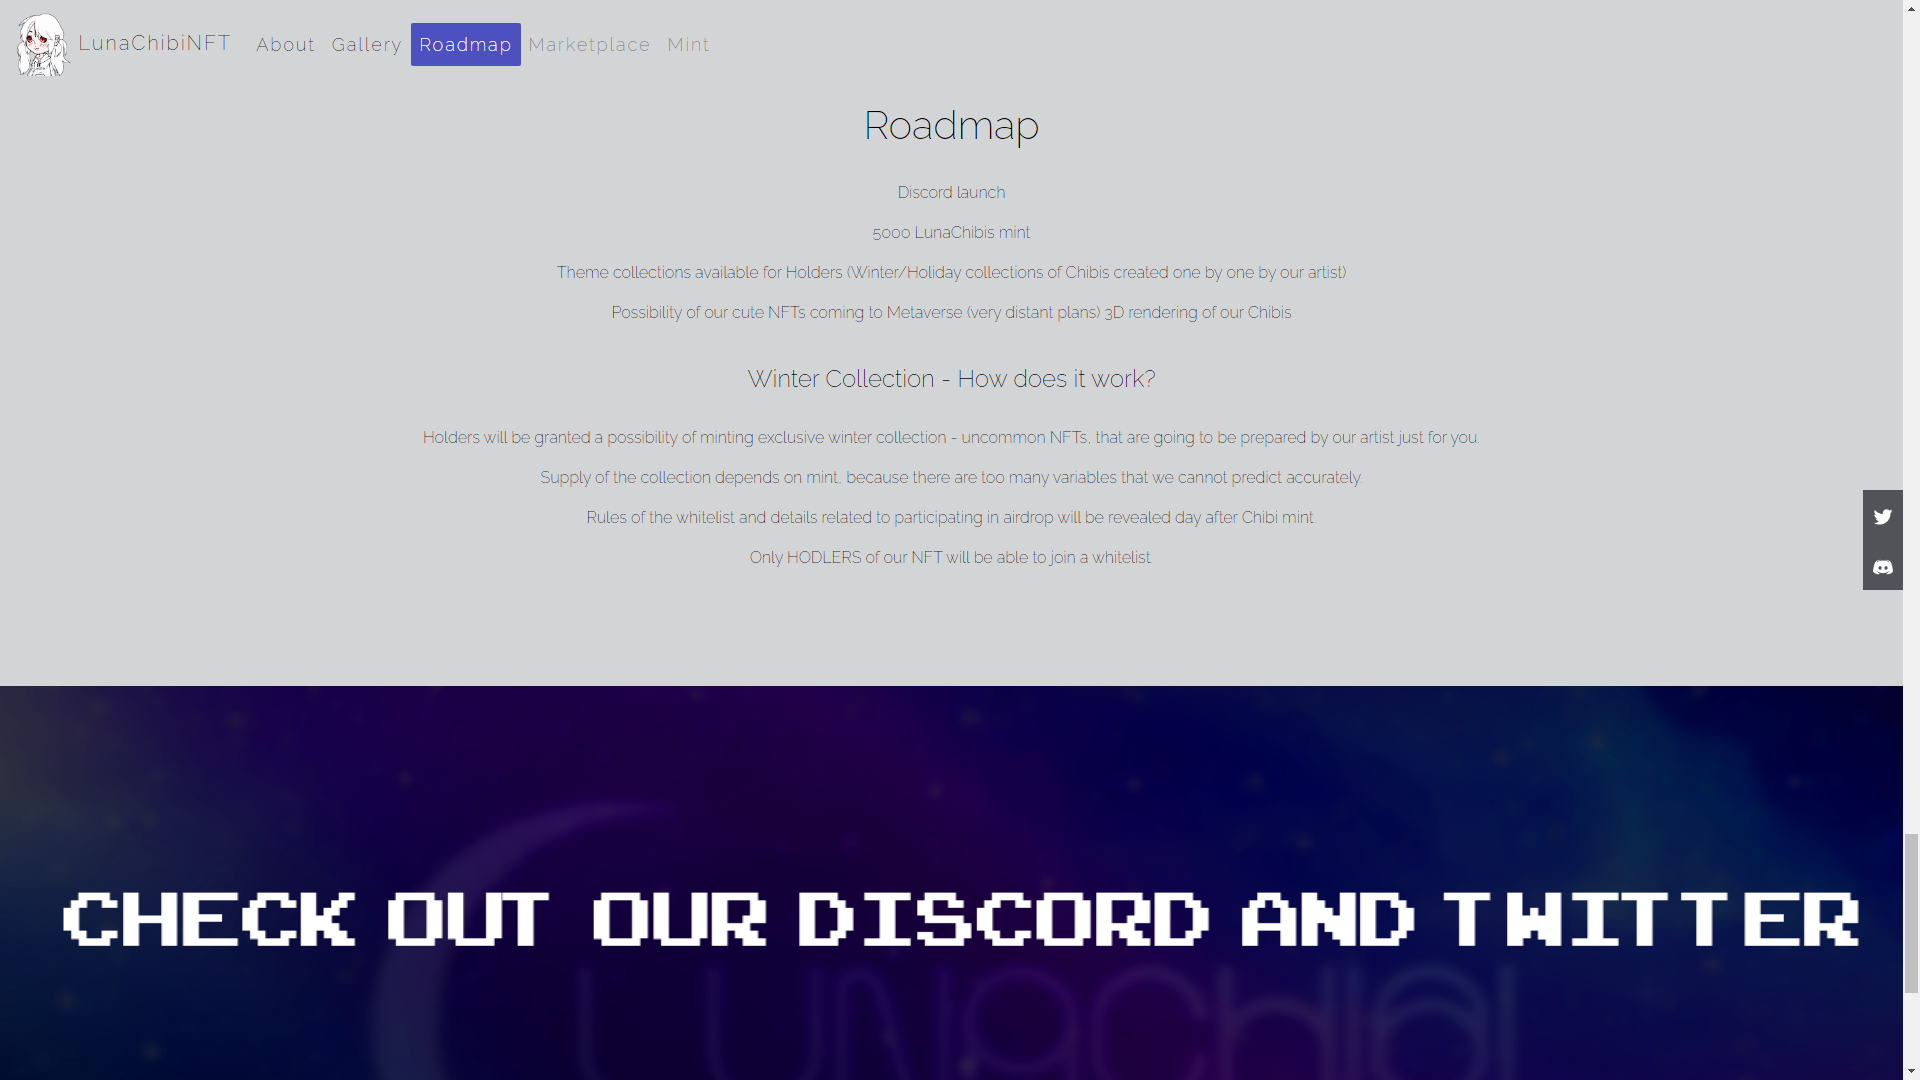 LunaChibiNFT About Gallery Roadmap Marketplace Mint
Roadmap
Discord launch
5000 LunaChibis mint
Theme collections available for Holders (Winter/Holiday collections of Chibis created one by one by our artist)
Possibility of our cute NFTs coming to Metaverse (very distant plans) 3D rendering of our Chibis
Winter Collection - How does it work?
Holders will be granted a possibility of minting exclusive winter collection - uncommon NFTs, that are going to be prepared by our artist just for you.
Supply of the collection depends on mint, because there are too many variables that we cannot predict accurately.
Rules of the whitelist and details related to participating in airdrop will be revealed day after Chibi mint.
Only HODLERS of our NFT will be able to join a whitelist.
CHECK OUT OUR DISCORD AND TWITTER
LUNACHIBI